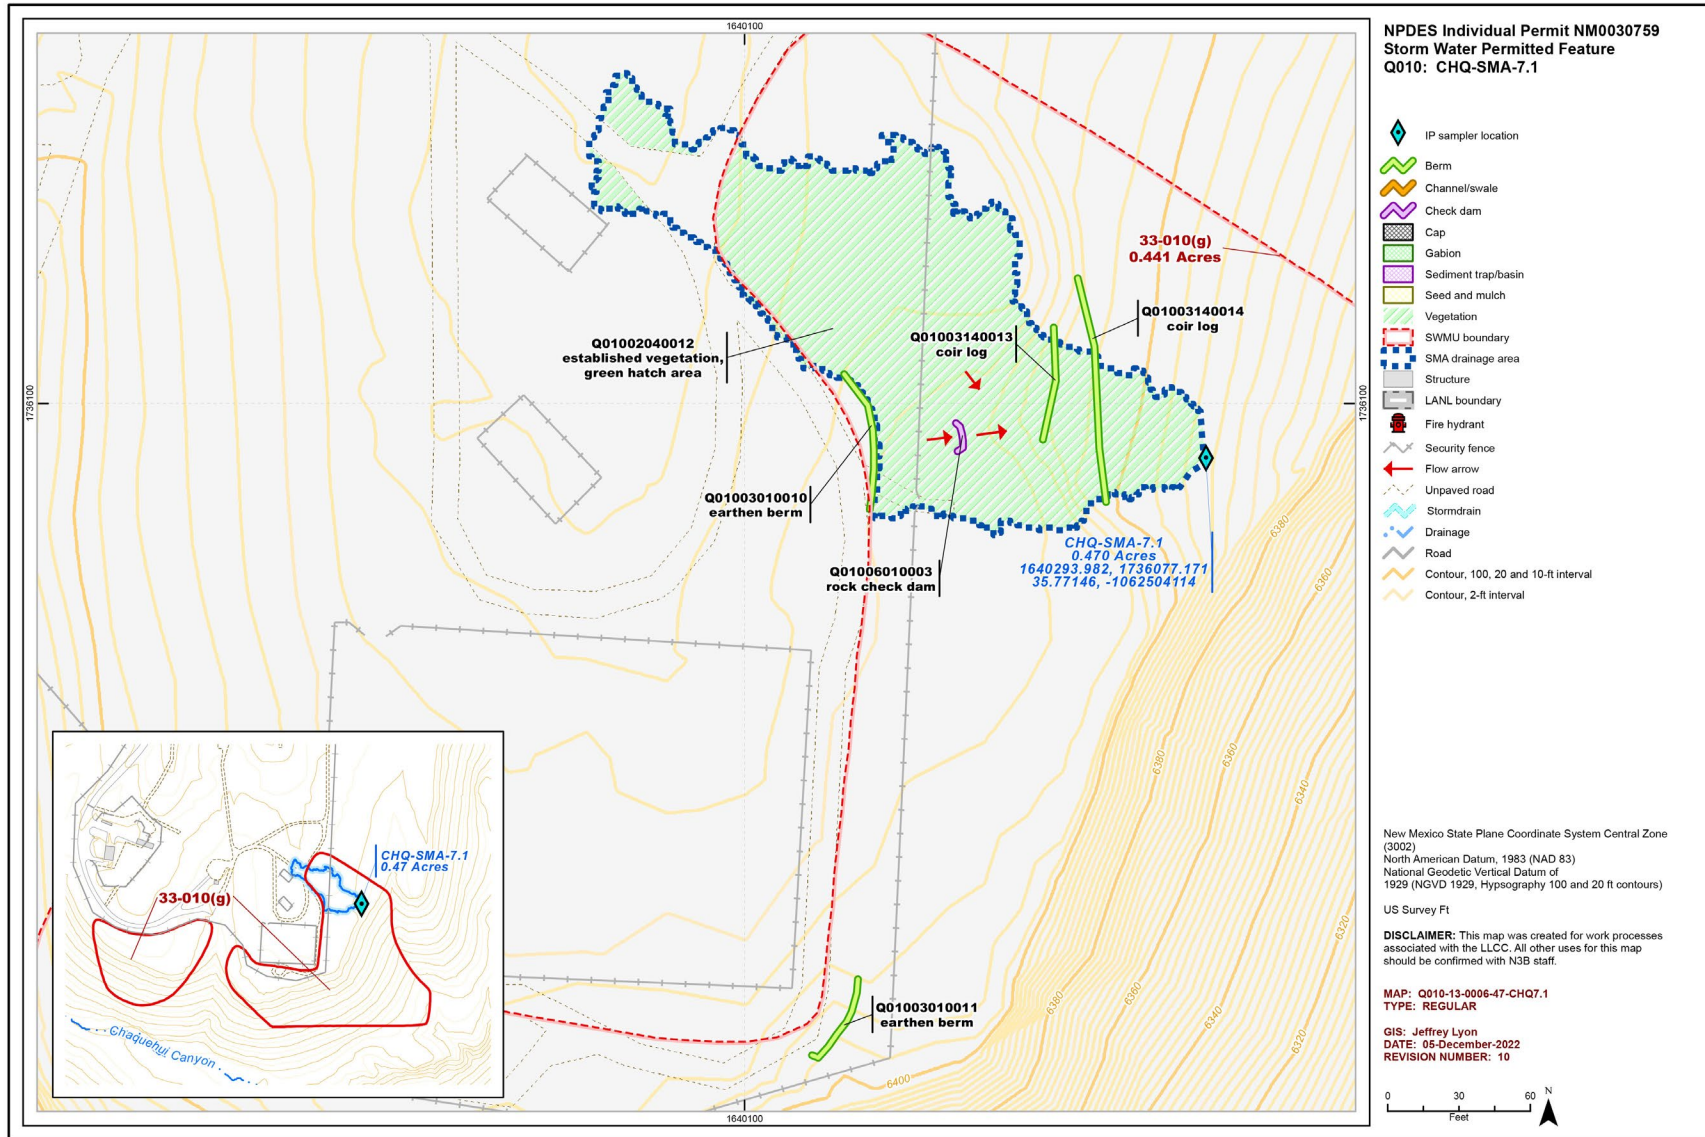 NPDES Individual Permit NM0030759
Storm Water Permitted Feature
Q010: CHQ-SMA-7.1
IP sampler location
Berm
Channel/swale
Check dam
Cap
Gabion
Sediment trap/basin
Seed and mulch
Vegetation
SWMU boundary
SMA drainage area
Structure
LANL boundary
Fire hydrant
Security fence
Flow arrow
Unpaved road
Stormdrain
Drainage
Road
Contour, 100, 20 and 10-ft interval
Contour, 2-ft interval
1640100
1736100
1736100
33-010(g)
0.441 Acres
Q01003140014
coir log
Q01003140013
coir log
Q01002040012
established vegetation,
green hatch area
Q01003010010
earthen berm
Q01006010003
rock check dam
CHQ-SMA-7.1
0.470 Acres
1640293.982, 1736077.171
35.77146, -1062504114
6380
6360
6380
6360
6340
6320
6380
6360
6340
6320
6400
Q01003010011
earthen berm
1640100
CHQ-SMA-7.1
0.47 Acres
33-010(g)
Chaquehui Canyon
New Mexico State Plane Coordinate System Central Zone
(3002)
North American Datum, 1983 (NAD 83)
National Geodetic Vertical Datum of
1929 (NGVD 1929, Hypsography 100 and 20 ft contours)
US Survey Ft
DISCLAIMER: This map was created for work processes
associated with the LLCC. All other uses for this map
should be confirmed with N3B staff.
MAP: Q010-13-0006-47-CHQ7.1
TYPE: REGULAR
GIS: Jeffrey Lyon
DATE: 05-December-2022
REVISION NUMBER: 10
0 30 60
Feet
N